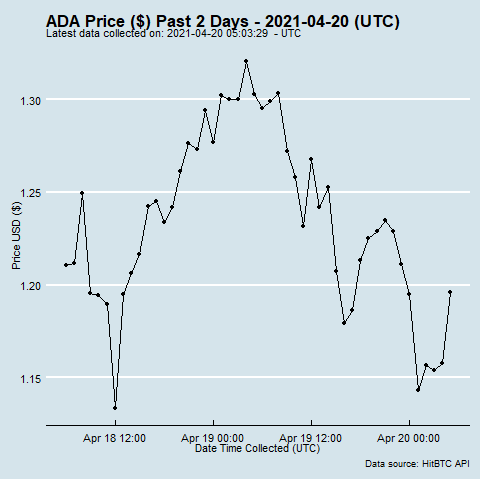 ADA Price ($) Past 2 Days - 2021-04-20 (UTC)
Latest data collected on: 2021-04-20 05:03:29 - UTC
1.30
1.25
1.20
1.15
Price USD ($)
Apr 18 12:00 Apr 19 00:00 Apr 19 12:00 Apr 20 00:00
Date Time Collected (UTC)
Data source: HitBTC API